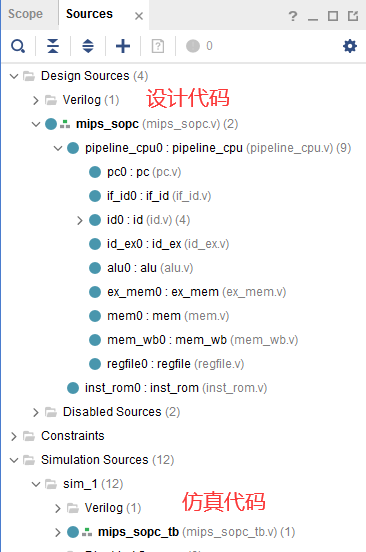 Scope Sources
0
Design Sources (4)
Verilog (1) 设计代码
mips_sopc (mips_sopc.v) (2)
pipeline_cpu0 : pipeline_cpu (pipeline_cpu.v) (9)
pc0 : pc (pc.v)
if_id0 : if_id (if_id.v)
id0 : id (id.v) (4)
id_ex0 : id_ex (id_ex.v)
alu0 : alu (alu.v)
ex_mem0 : ex_mem (ex_mem.v)
mem0 : mem (mem.v)
mem_wb0 : mem_wb (mem_wb.v)
regfile0 : regfile (regfile.v)
inst_rom0 : inst_rom (inst_rom.v)
Disabled Sources (2)
Constraints
Simulation Sources (12)
sim_1 (12)
Verilog (1) 仿真代码
mips_sopc_tb (mips_sopc_tb.v) (1)